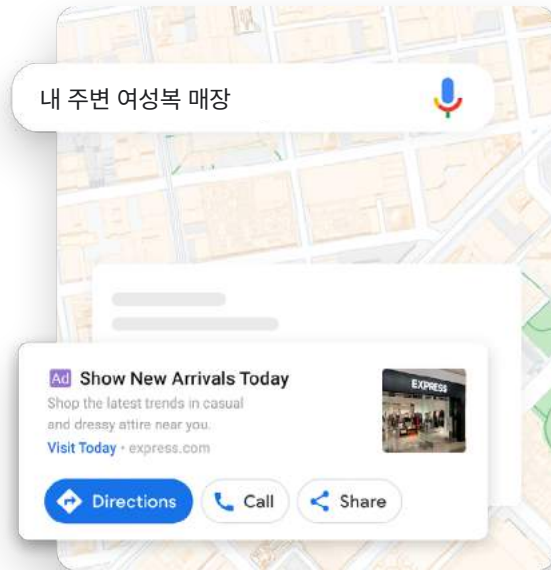 내 주변 여성복 매장
Ad Show New Arrivals Today
Shop the latest trends in casual
and dressy attire near you.
Visit Today · express.com
EXPRESS
Directions
Call
Share